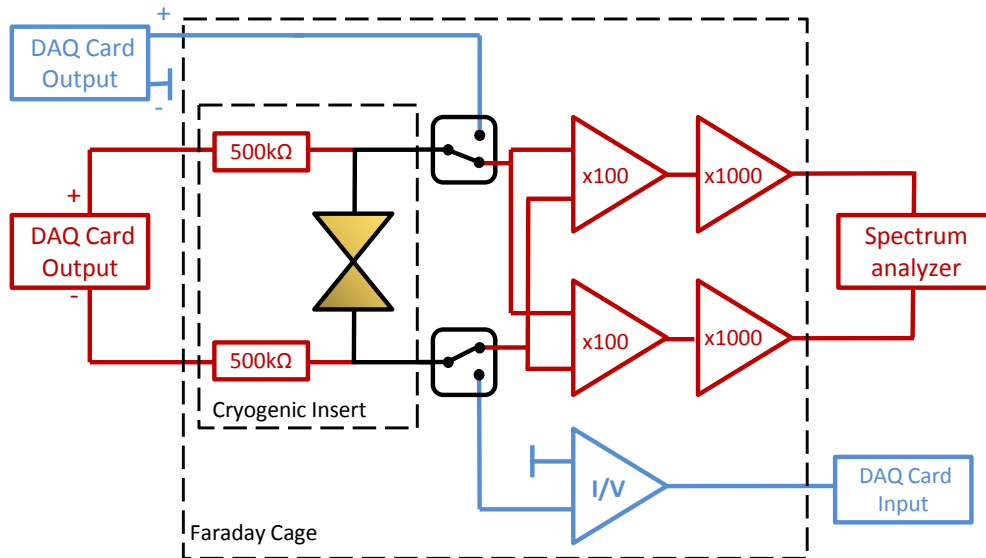 +
DAQ Card
Output
-
500kΩ
+
DAQ Card
Output
-
500kΩ
Cryogenic Insert
x100
x1000
Spectrum
analyzer
x100
x1000
I/V
DAQ Card
Input
Faraday Cage